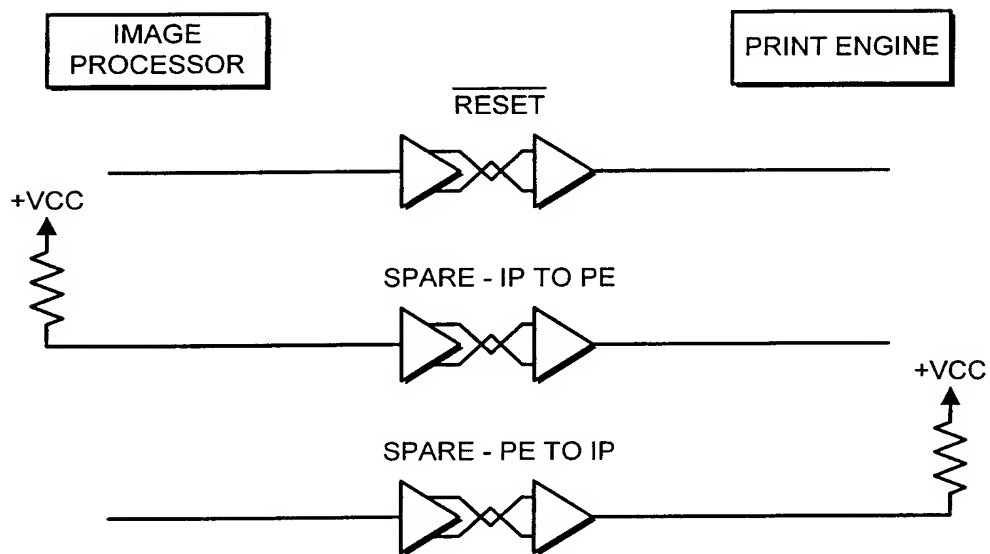 IMAGE
PROCESSOR
PRINT ENGINE
RESET
+VCC
SPARE - IP TO PE
+VCC
SPARE - PE TO IP